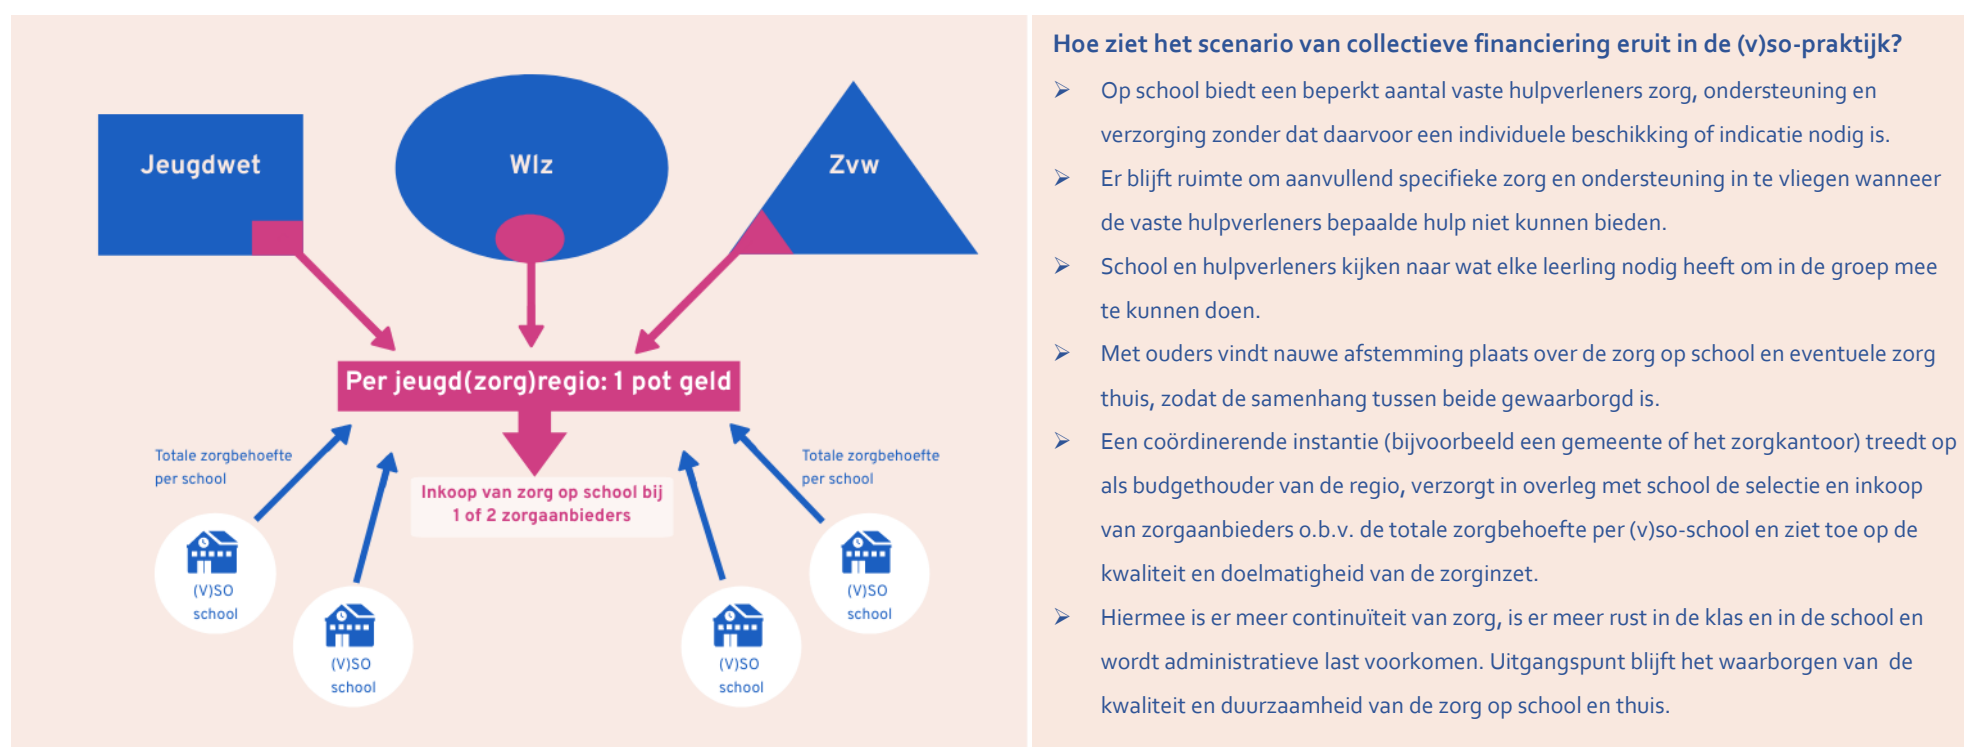 Jeugdwet
Wlz
Zvw
Per jeugd(zorg)regio: 1 pot geld
Totale zorgbehoefte
per school
Totale zorgbehoefte
per school
Inkoop van zorg op school bij
1 of 2 zorgaanbieders
(V)SO
school
(V)SO
school
(V)SO
school
(V)SO
school
Hoe ziet het scenario van collectieve financiering eruit in de (v)so-praktijk?
➢ Op school biedt een beperkt aantal vaste hulpverleners zorg, ondersteuning en
verzorging zonder dat daarvoor een individuele beschikking of indicatie nodig is.
➢ Er blijft ruimte om aanvullend specifieke zorg en ondersteuning in te vliegen wanneer
de vaste hulpverleners bepaalde hulp niet kunnen bieden.
➢ School en hulpverleners kijken naar wat elke leerling nodig heeft om in de groep mee
te kunnen doen.
➢ Met ouders vindt nauwe afstemming plaats over de zorg op school en eventuele zorg
thuis, zodat de samenhang tussen beide gewaarborgd is.
➢ Een coördinerende instantie (bijvoorbeeld een gemeente of het zorgkantoor) treedt op
als budgethouder van de regio, verzorgt in overleg met school de selectie en inkoop
van zorgaanbieders o.b.v. de totale zorgbehoefte per (v)so-school en ziet toe op de
kwaliteit en doelmatigheid van de zorginzet.
➢ Hiermee is er meer continuïteit van zorg, is er meer rust in de klas en in de school en
wordt administratieve last voorkomen. Uitgangspunt blijft het waarborgen van de
kwaliteit en duurzaamheid van de zorg op school en thuis.